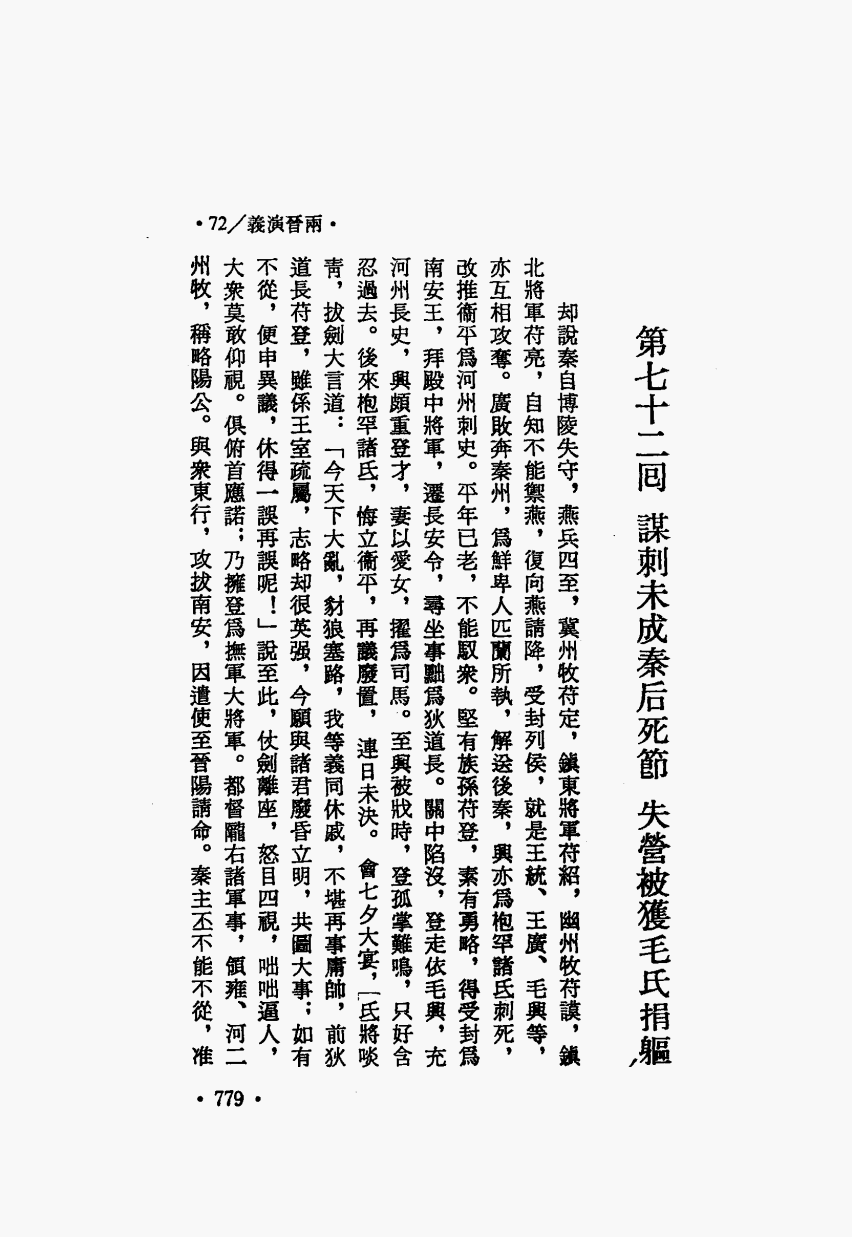 •72／義演晉兩•
第七十二回 謀刺未成秦后死節 失營被獲毛氏捐軀
却說秦自博陵失守，燕兵四至，冀州牧苻定，鎮東將軍苻紹，幽州牧苻謨，鎮
北將軍苻亮，自知不能禦燕，復向燕請降，受封列侯，就是王統、王廣、毛興等，
亦互相攻奪。廣敗奔秦州，爲鮮卑人匹蘭所執，解送後秦，興亦爲枹罕諸氐刺死，
改推衞平爲河州刺史。平年已老，不能馭衆。堅有族孫苻登，素有勇略，得受封爲
南安王，拜殿中將軍，遷長安令，尋坐事黜爲狄道長。關中陷沒，登走依毛興，充
河州長史，興頗重登才，妻以愛女，擢爲司馬。至興被戕時，登孤掌難鳴，只好含
忍過去。後來枹罕諸氐，悔立衞平，再議廢置，連日未決。會七夕大宴，氐將啖
青，拔劍大言道：「今天下大亂，豺狼塞路，我等義同休戚，不堪再事庸帥，前狄
道長苻登，雖係王室疏屬，志略却很英强，今願與諸君廢昏立明，共圖大事；如有
不從，便申異議，休得一誤再誤呢！」說至此，仗劍離座，怒目四視，咄咄逼人，
大衆莫敢仰視。俱俯首應諾；乃擁登爲撫軍大將軍。都督隴右諸軍事，領雍、河二
州牧，稱略陽公。與衆東行，攻拔南安，因遣使至晉陽請命。秦主丕不能不從，准
•779•